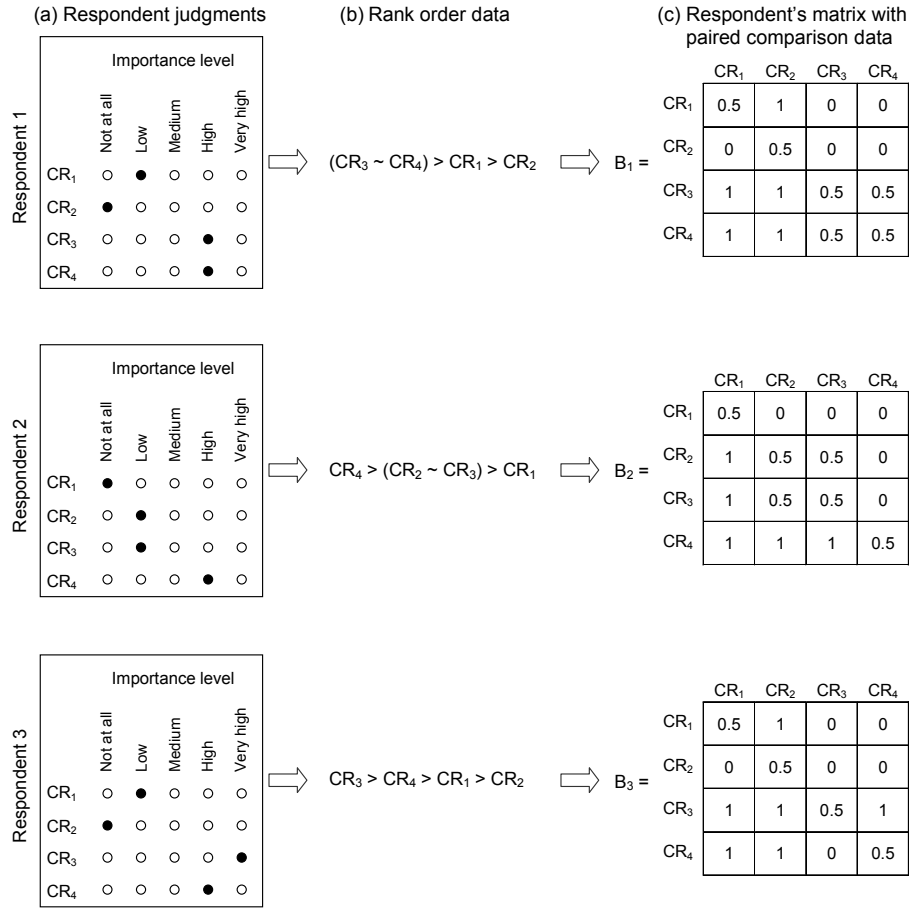 (a) Respondent judgments
(b) Rank order data
(c) Respondent’s matrix with
paired comparison data
Respondent 1
Importance level
Not at all
Low
Medium
High
Very high
CR₁
CR₂
CR₃
CR₄
(CR₃ ~ CR₄) > CR₁ > CR₂
B₁ =
CR₁ CR₂ CR₃ CR₄
CR₁ 0.5 1 0 0
CR₂ 0 0.5 0 0
CR₃ 1 1 0.5 0.5
CR₄ 1 1 0.5 0.5
Respondent 2
Importance level
Not at all
Low
Medium
High
Very high
CR₁
CR₂
CR₃
CR₄
CR₄ > (CR₂ ~ CR₃) > CR₁
B₂ =
CR₁ CR₂ CR₃ CR₄
CR₁ 0.5 0 0 0
CR₂ 1 0.5 0.5 0
CR₃ 1 0.5 0.5 0
CR₄ 1 1 1 0.5
Respondent 3
Importance level
Not at all
Low
Medium
High
Very high
CR₁
CR₂
CR₃
CR₄
CR₃ > CR₄ > CR₁ > CR₂
B₃ =
CR₁ CR₂ CR₃ CR₄
CR₁ 0.5 1 0 0
CR₂ 0 0.5 0 0
CR₃ 1 1 0.5 1
CR₄ 1 1 0 0.5